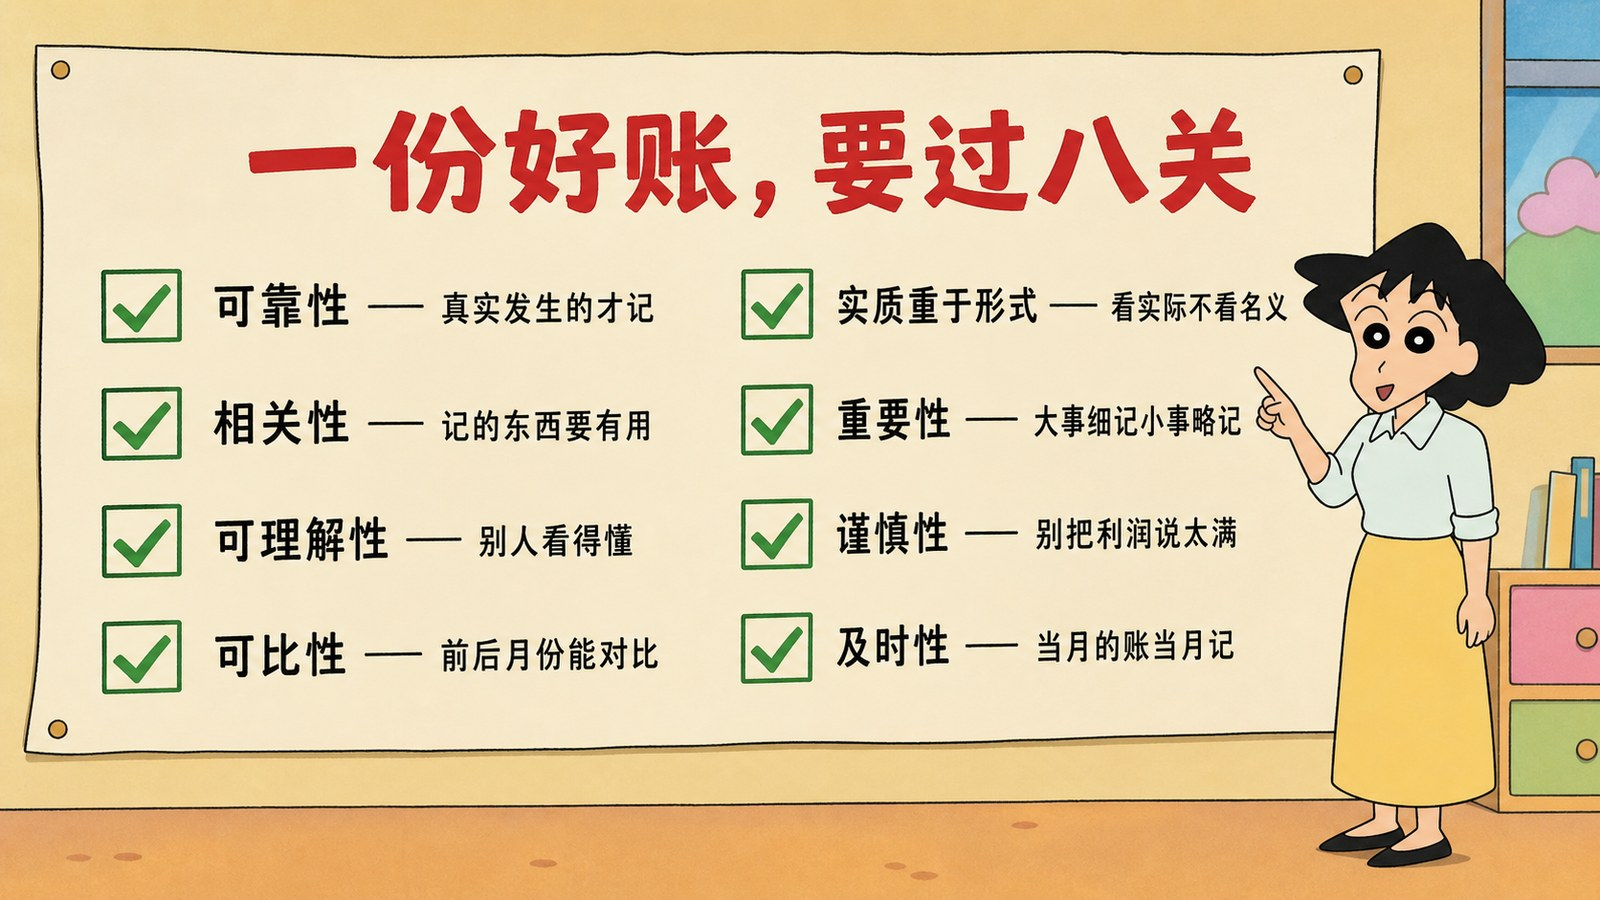 一份好账，要过八关
可靠性 —— 真实发生的才记
相关性 —— 记的东西要有用
可理解性 —— 别人看得懂
可比性 —— 前后月份能对比
实质重于形式 —— 看实际不看名义
重要性 —— 大事细记小事略记
谨慎性 —— 别把利润说太满
及时性 —— 当月的账当月记